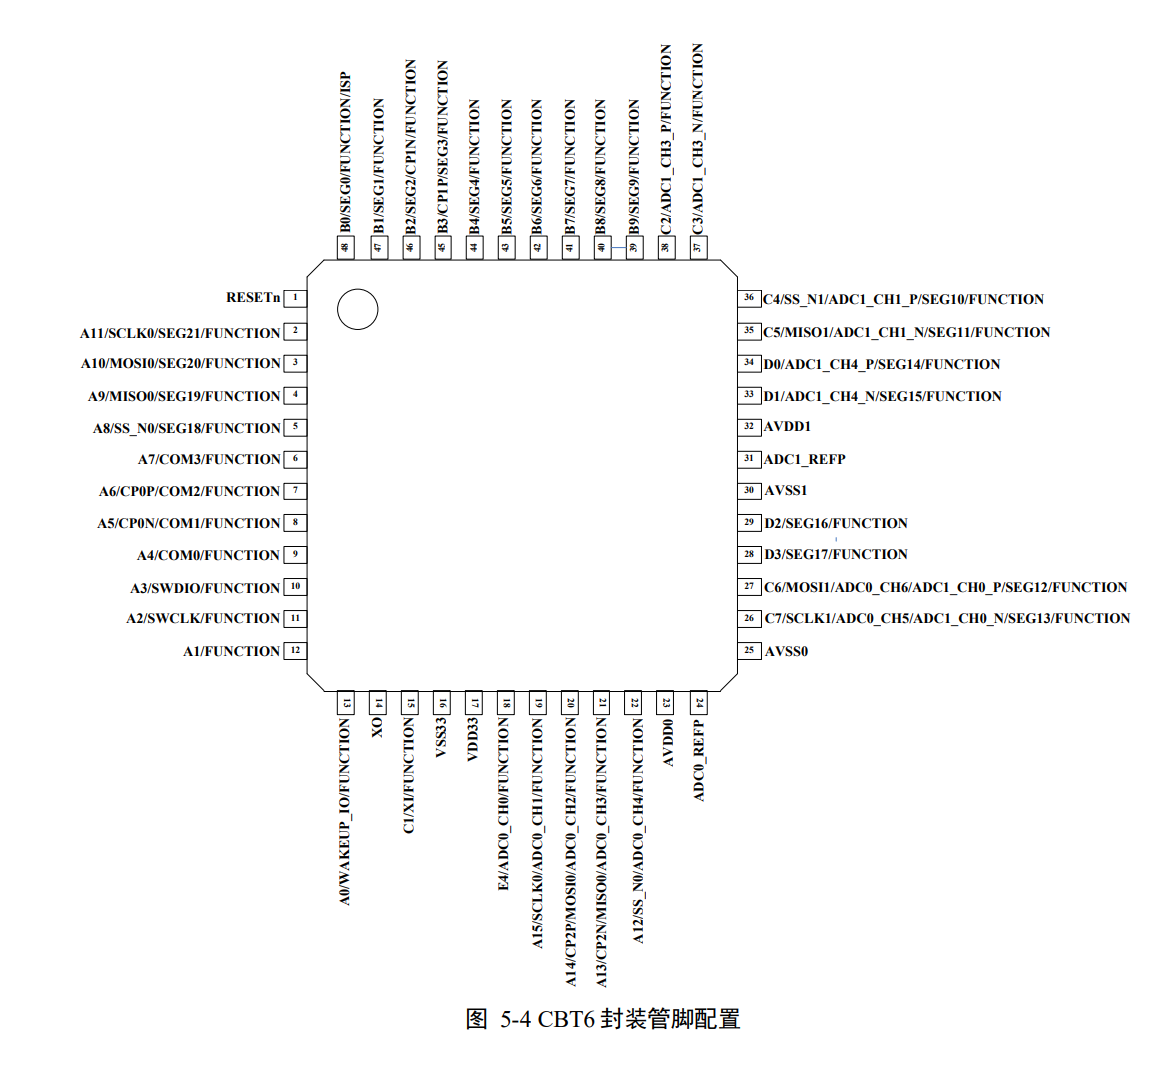 B0/SEG0/FUNCTION/ISP
B1/SEG1/FUNCTION
B2/SEG2/CP1N/FUNCTION
B3/CP1P/SEG3/FUNCTION
B4/SEG4/FUNCTION
B5/SEG5/FUNCTION
B6/SEG6/FUNCTION
B7/SEG7/FUNCTION
B8/SEG8/FUNCTION
B9/SEG9/FUNCTION
C2/ADC1_CH3_P/FUNCTION
C3/ADC1_CH3_N/FUNCTION
48
47
46
45
44
43
42
41
40
39
38
37
RESETn 1
A11/SCLK0/SEG21/FUNCTION 2
A10/MOSI0/SEG20/FUNCTION 3
A9/MISO0/SEG19/FUNCTION 4
A8/SS_N0/SEG18/FUNCTION 5
A7/COM3/FUNCTION 6
A6/CP0P/COM2/FUNCTION 7
A5/CP0N/COM1/FUNCTION 8
A4/COM0/FUNCTION 9
A3/SWDIO/FUNCTION 10
A2/SWCLK/FUNCTION 11
A1/FUNCTION 12
36 C4/SS_N1/ADC1_CH1_P/SEG10/FUNCTION
35 C5/MISO1/ADC1_CH1_N/SEG11/FUNCTION
34 D0/ADC1_CH4_P/SEG14/FUNCTION
33 D1/ADC1_CH4_N/SEG15/FUNCTION
32 AVDD1
31 ADC1_REFP
30 AVSS1
29 D2/SEG16/FUNCTION
28 D3/SEG17/FUNCTION
27 C6/MOSI1/ADC0_CH6/ADC1_CH0_P/SEG12/FUNCTION
26 C7/SCLK1/ADC0_CH5/ADC1_CH0_N/SEG13/FUNCTION
25 AVSS0
13
14
15
16
17
18
19
20
21
22
23
24
A0/WAKEUP_IO/FUNCTION
XO
C1/XI/FUNCTION
VSS33
VDD33
E4/ADC0_CH0/FUNCTION
A15/SCLK0/ADC0_CH1/FUNCTION
A14/CP2P/MOSI0/ADC0_CH2/FUNCTION
A13/CP2N/MISO0/ADC0_CH3/FUNCTION
A12/SS_N0/ADC0_CH4/FUNCTION
AVDD0
ADC0_REFP
图 5-4 CBT6 封装管脚配置